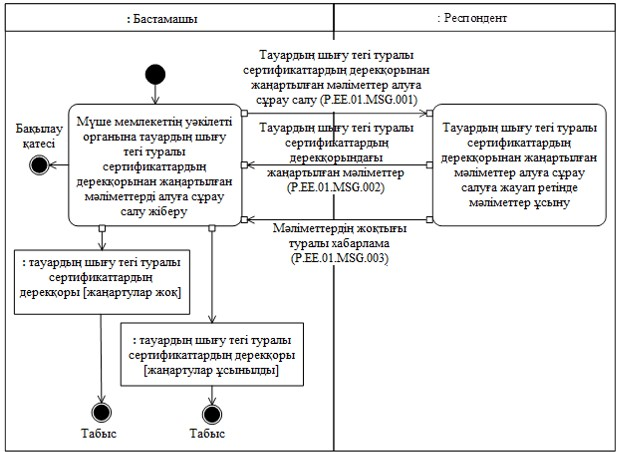 : Бастамашы
: Респондент
Тауардың шығу тегі туралы
сертификаттардың дерекқорынан
жаңартылған мәліметтер алуға
сұрау салу (P.EE.01.MSG.001)
Бақылау
қатесі
Мүше мемлекеттің уәкілетті
органына тауардың шығу
тегі туралы
сертификаттардың
дерекқорынан жаңартылған
мәліметтерді алуға сұрау
салу жіберу
Тауардың шығу тегі туралы
сертификаттардың
дерекқорындағы
жаңартылған мәліметтер
(P.EE.01.MSG.002)
Тауардың шығу тегі туралы
сертификаттардың
дерекқорынан жаңартылған
мәліметтер алуға сұрау
салуға жауап ретінде
мәліметтер ұсыну
Мәліметтердің жоқтығы
туралы хабарлама
(P.EE.01.MSG.003)
: тауардың шығу тегі туралы
сертификаттардың
дерекқоры [жаңартулар жоқ]
: тауардың шығу тегі туралы
сертификаттардың дерекқоры
[жаңартулар ұсынылды]
Табыс
Табыс